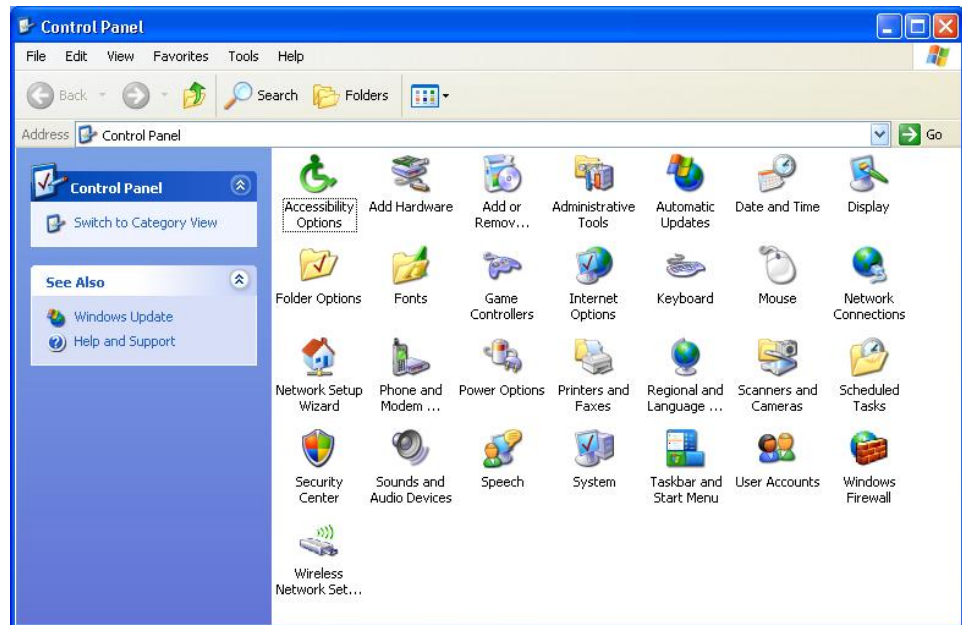 Control Panel
File Edit View Favorites Tools Help
Back Search Folders
Address Control Panel Go
Control Panel
Switch to Category View
See Also
Windows Update
Help and Support
Accessibility Options
Add Hardware
Add or Remov...
Administrative Tools
Automatic Updates
Date and Time
Display
Folder Options
Fonts
Game Controllers
Internet Options
Keyboard
Mouse
Network Connections
Network Setup Wizard
Phone and Modem ...
Power Options
Printers and Faxes
Regional and Language ...
Scanners and Cameras
Scheduled Tasks
Security Center
Sounds and Audio Devices
Speech
System
Taskbar and Start Menu
User Accounts
Windows Firewall
Wireless Network Set...